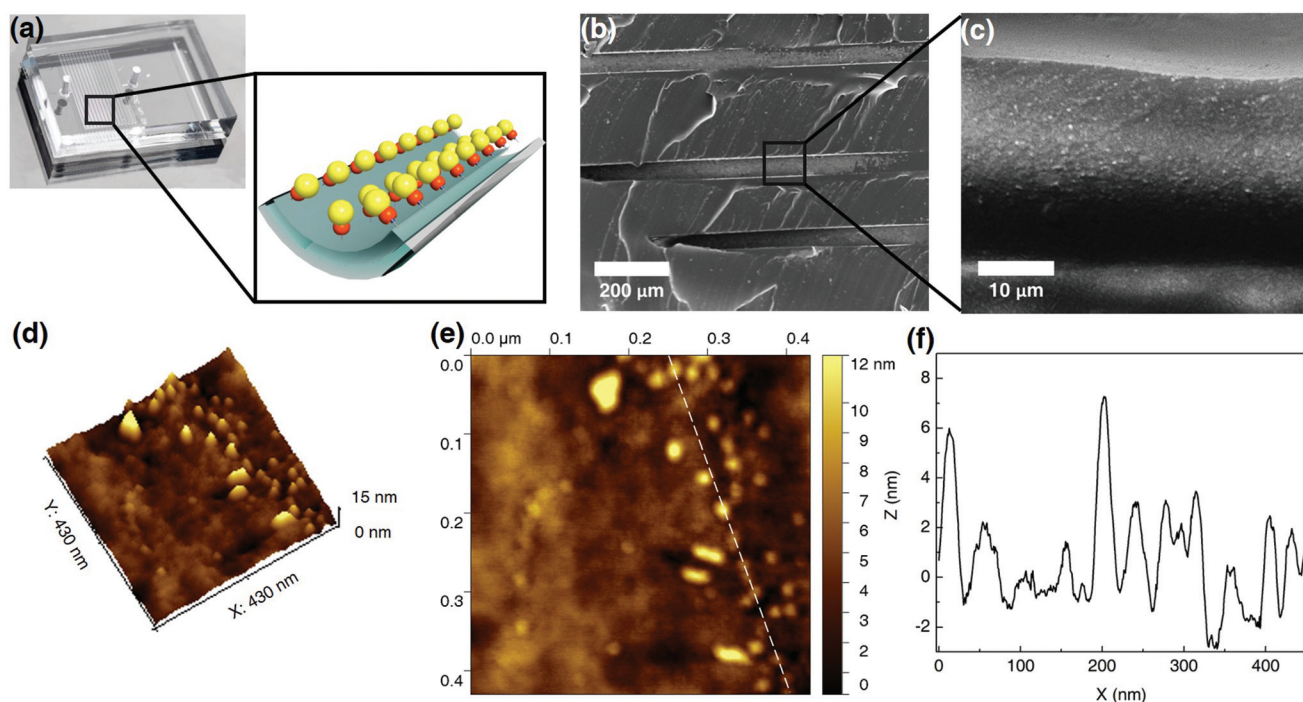 (a)
(b)
200 µm
(c)
10 µm
(d)
Y: 430 nm
X: 430 nm
15 nm
0 nm
(e)
0.0 µm 0.1 0.2 0.3 0.4
0.0
0.1
0.2
0.3
0.4
12 nm
10
9
8
7
6
5
4
3
2
0
(f)
8
6
4
2
0
-2
Z (nm)
0 100 200 300 400
X (nm)